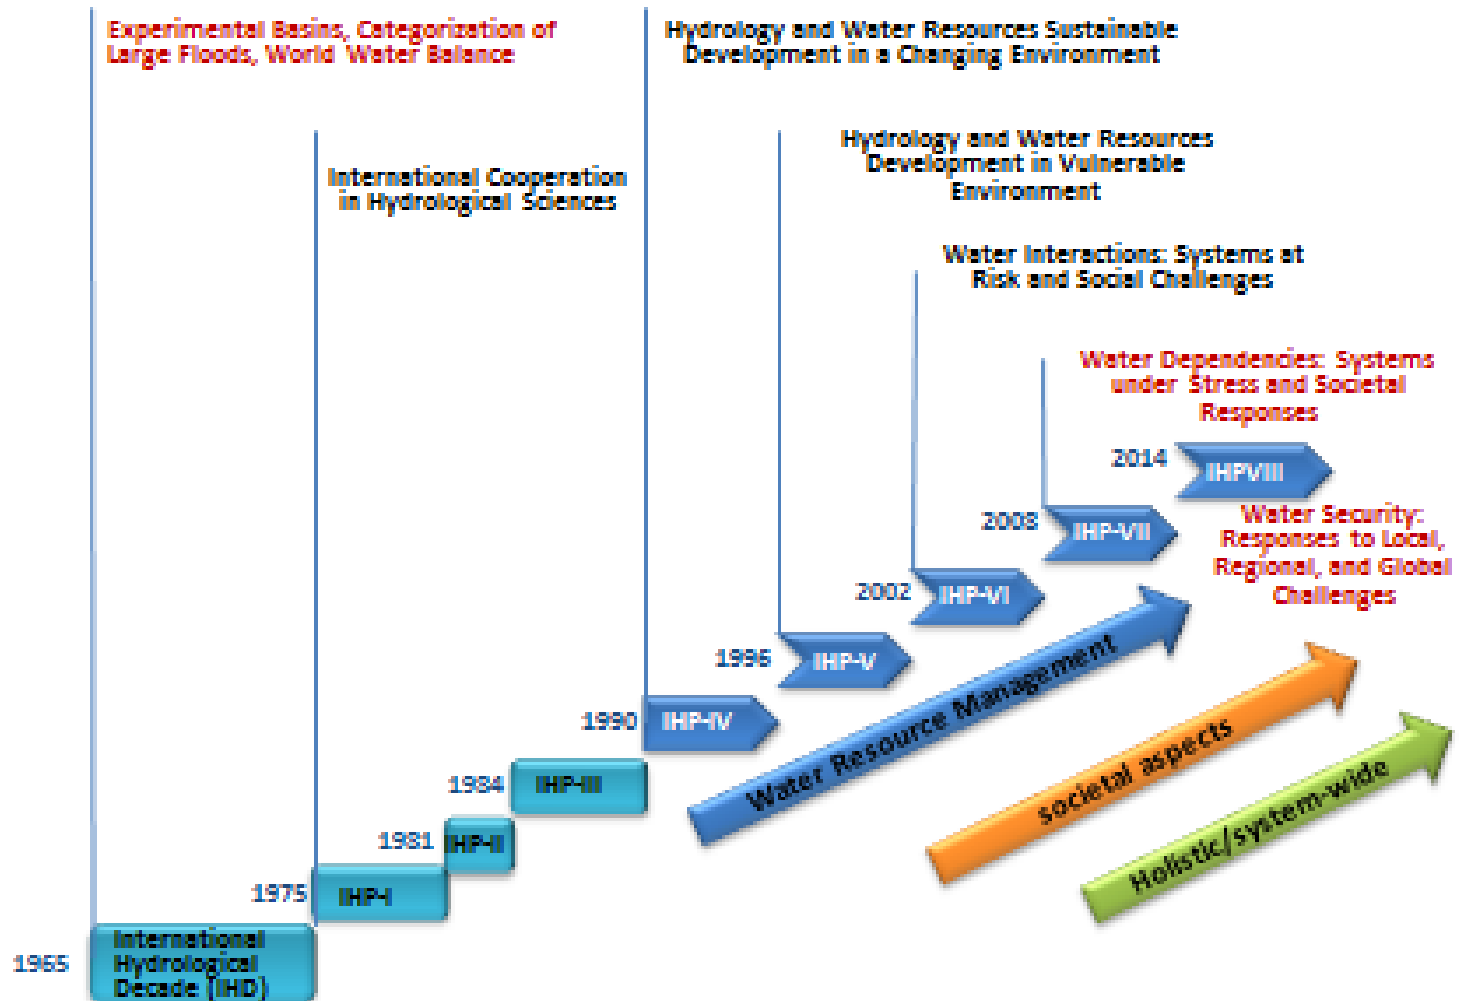 Experimental Basins, Categorization of
Large Floods, World Water Balance
Hydrology and Water Resources Sustainable
Development in a Changing Environment
International Cooperation
in Hydrological Sciences
Hydrology and Water Resources
Development in Vulnerable
Environment
Water Interactions: Systems at
Risk and Social Challenges
Water Dependencies: Systems
under Stress and Societal
Responses
2014
IHPVIII
Water Security:
Responses to Local,
Regional, and Global
Challenges
2008
IHP-VII
2002
IHP-VI
1996
IHP-V
1990
IHP-IV
1984
IHP-III
1981
IHP-II
1975
IHP-I
1965
International
Hydrological
Decade (IHD)
Water Resource Management
societal aspects
Holistic/system-wide